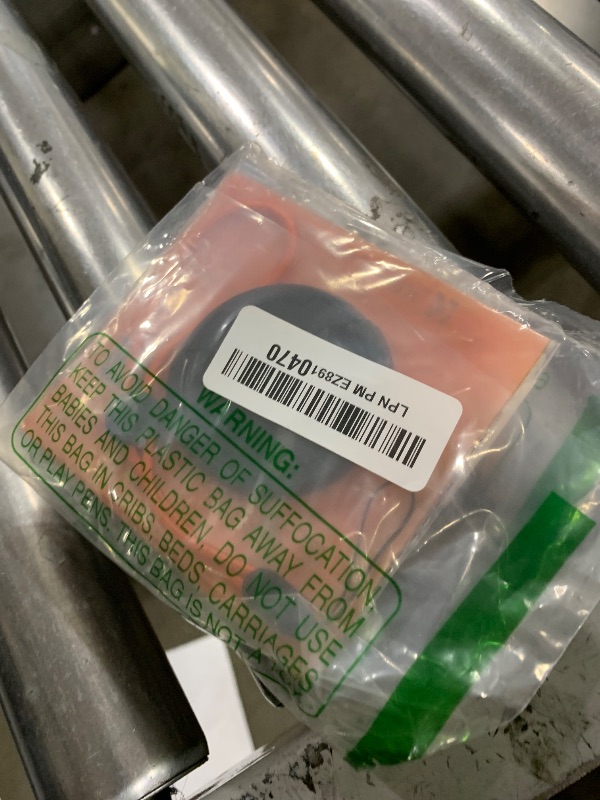 WARNING:
TO AVOID DANGER OF SUFFOCATION,
KEEP THIS PLASTIC BAG AWAY FROM
BABIES AND CHILDREN DO NOT USE
THIS BAG IN CRIBS, BEDS, CARRIAGES
OR PLAY PENS. THIS BAG IS NOT A
LPN PM EZ8910470